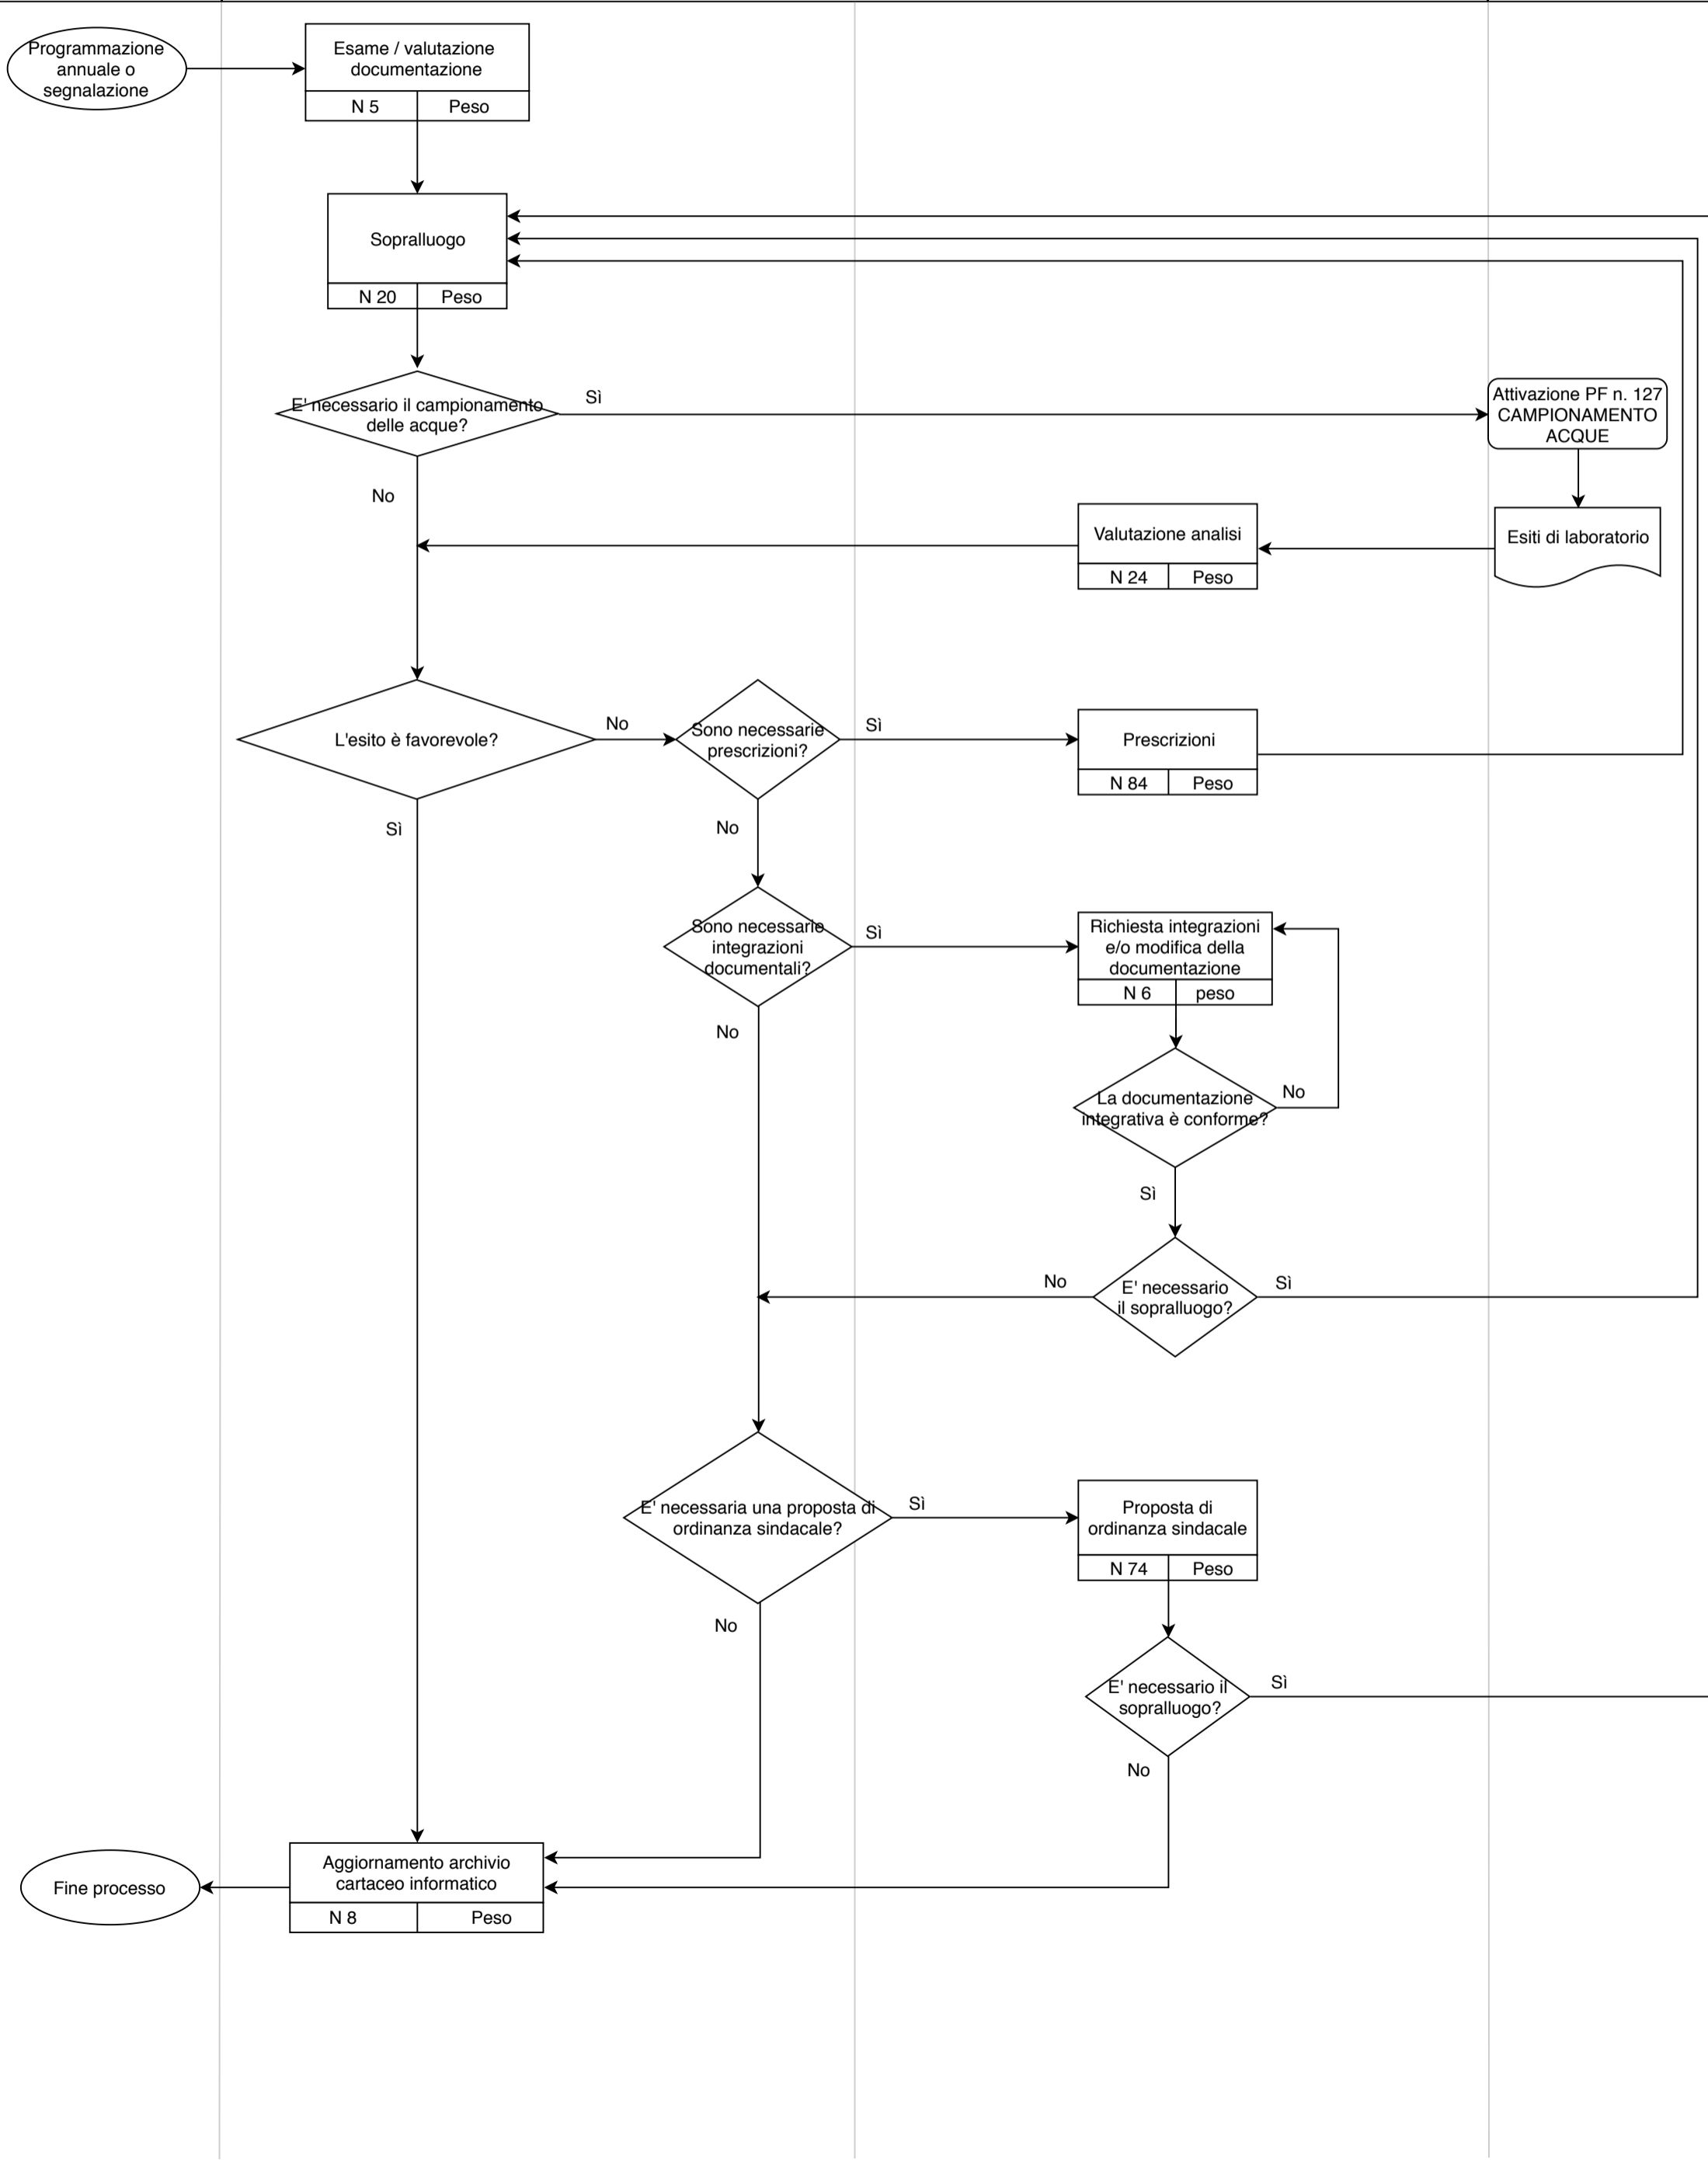 Programmazione
annuale o
segnalazione
Esame / valutazione
documentazione
N 5
Peso
Sopralluogo
N 20
Peso
E' necessario il campionamento
delle acque?
Sì
No
Attivazione PF n. 127
CAMPIONAMENTO
ACQUE
Esiti di laboratorio
Valutazione analisi
N 24
Peso
L'esito è favorevole?
No
Sì
Sono necessarie
prescrizioni?
Sì
No
Prescrizioni
N 84
Peso
Sono necessarie
integrazioni
documentali?
Sì
No
Richiesta integrazioni
e/o modifica della
documentazione
N 6
peso
La documentazione
integrativa è conforme?
No
Sì
E' necessario
il sopralluogo?
No
Sì
E' necessaria una proposta di
ordinanza sindacale?
Sì
No
Proposta di
ordinanza sindacale
N 74
Peso
E' necessario il
sopralluogo?
Sì
No
Aggiornamento archivio
cartaceo informatico
N 8
Peso
Fine processo